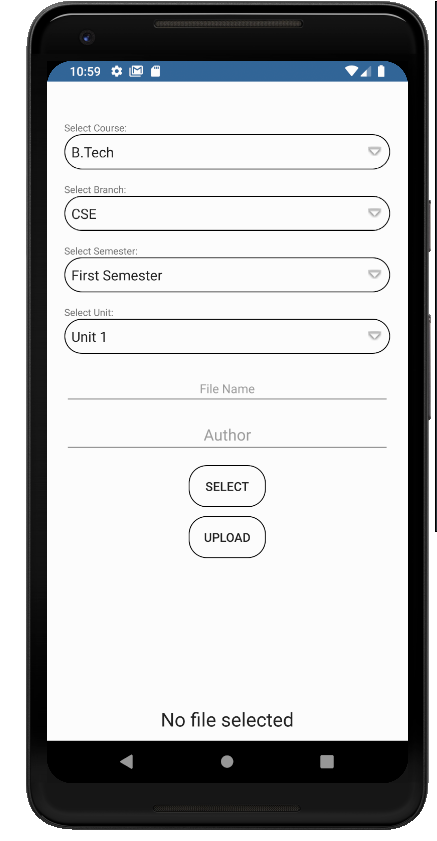 10:59
Select Course:
B.Tech
Select Branch:
CSE
Select Semester:
First Semester
Select Unit:
Unit 1
File Name
Author
SELECT
UPLOAD
No file selected